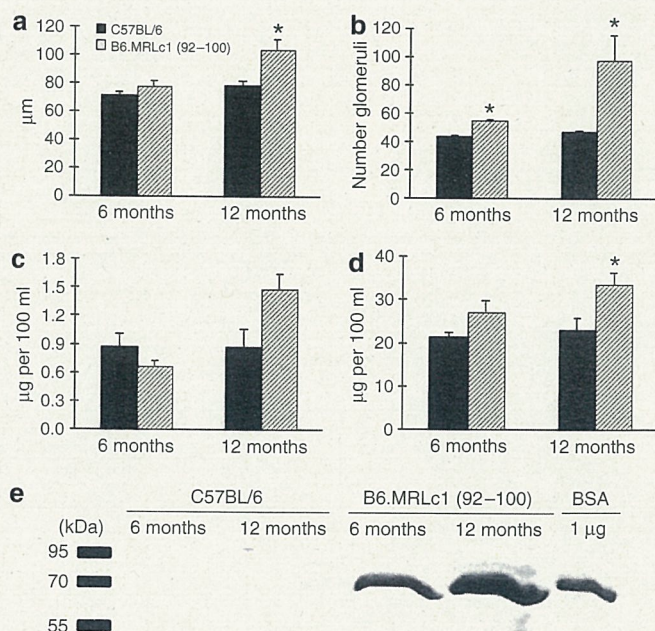 a
120
100
80
60
40
20
0
µm
C57BL/6
B6.MRLc1 (92–100)
*
6 months
12 months
b
120
100
80
60
40
20
0
Number glomeruli
*
*
6 months
12 months
c
1.8
1.5
1.2
0.9
0.6
0.3
0.0
µg per 100 ml
6 months
12 months
d
40
30
20
10
0
µg per 100 ml
*
6 months
12 months
e
C57BL/6
B6.MRLc1 (92–100)
BSA
(kDa)
6 months
12 months
6 months
12 months
1 µg
95
70
55